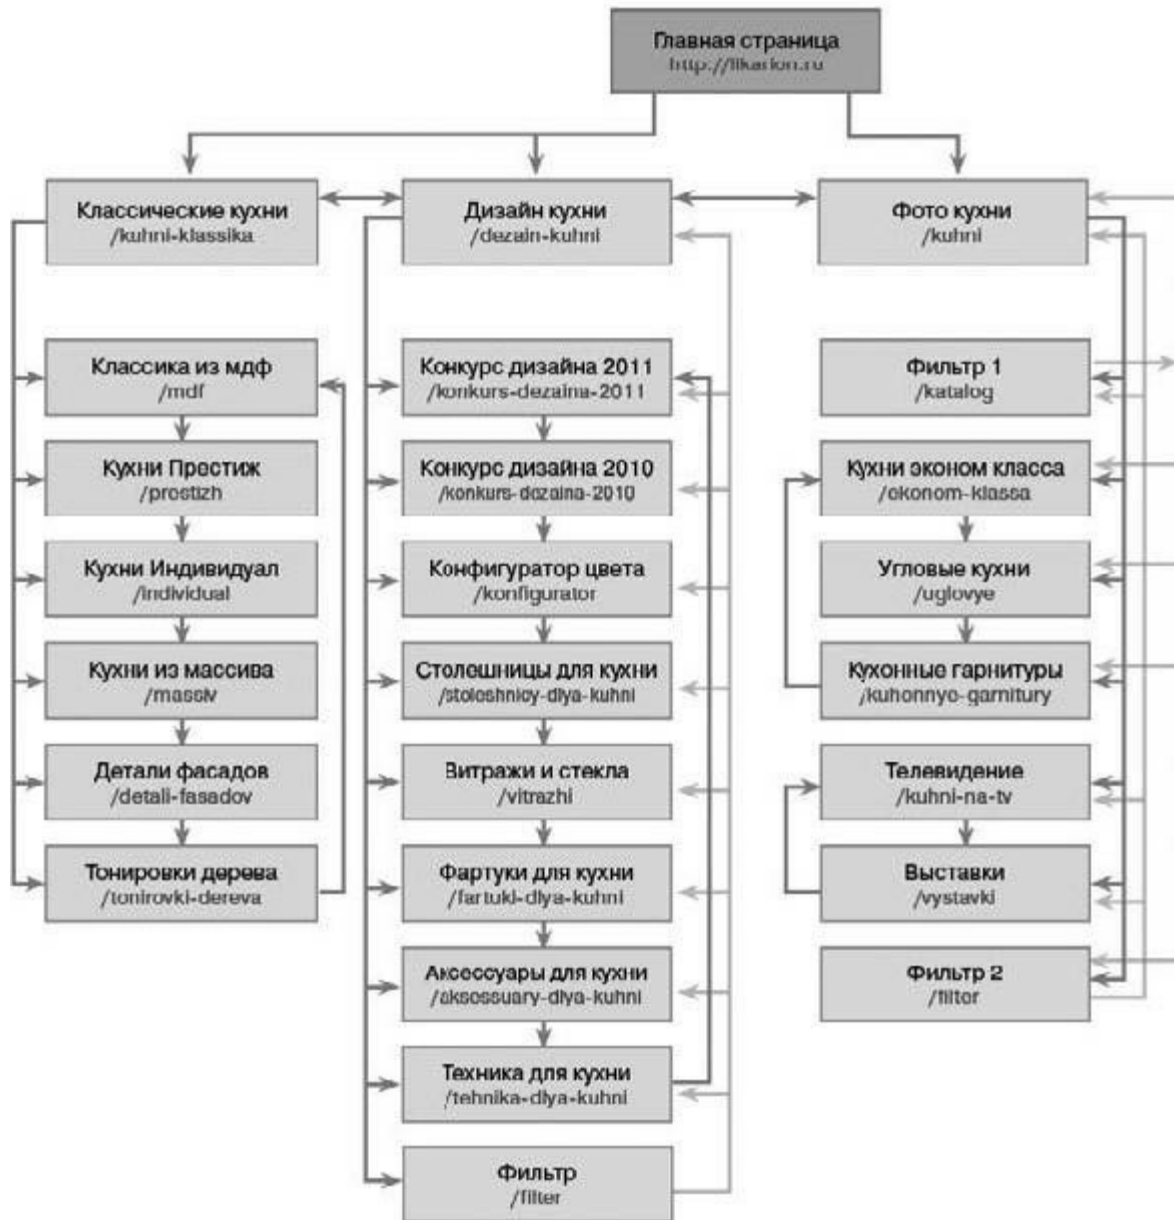 Главная страница
http://likarion.ru
Классические кухни
/kuhni-klassika
Дизайн кухни
/dezain-kuhni
Фото кухни
/kuhni
Классика из мдф
/mdf
Кухни Престиж
/prestizh
Кухни Индивидуал
/individual
Кухни из массива
/massiv
Детали фасадов
/detali-fasadov
Тонировки дерева
/tonirovki-dereva
Конкурс дизайна 2011
/konkurs-dezaina-2011
Конкурс дизайна 2010
/konkurs-dezaina-2010
Конфигуратор цвета
/konfigurator
Столешницы для кухни
/stoleshnicy-dlya-kuhni
Витражи и стекла
/vitrazhi
Фартуки для кухни
/fartuki-dlya-kuhni
Аксессуары для кухни
/aksessuary-dlya-kuhni
Техника для кухни
/tehnika-dlya-kuhni
Фильтр
/filter
Фильтр 1
/katalog
Кухни эконом класса
/ekonom-klassa
Угловые кухни
/uglovye
Кухонные гарнитуры
/kuhonnye-garnitury
Телевидение
/kuhni-na-tv
Выставки
/vystavki
Фильтр 2
/filter